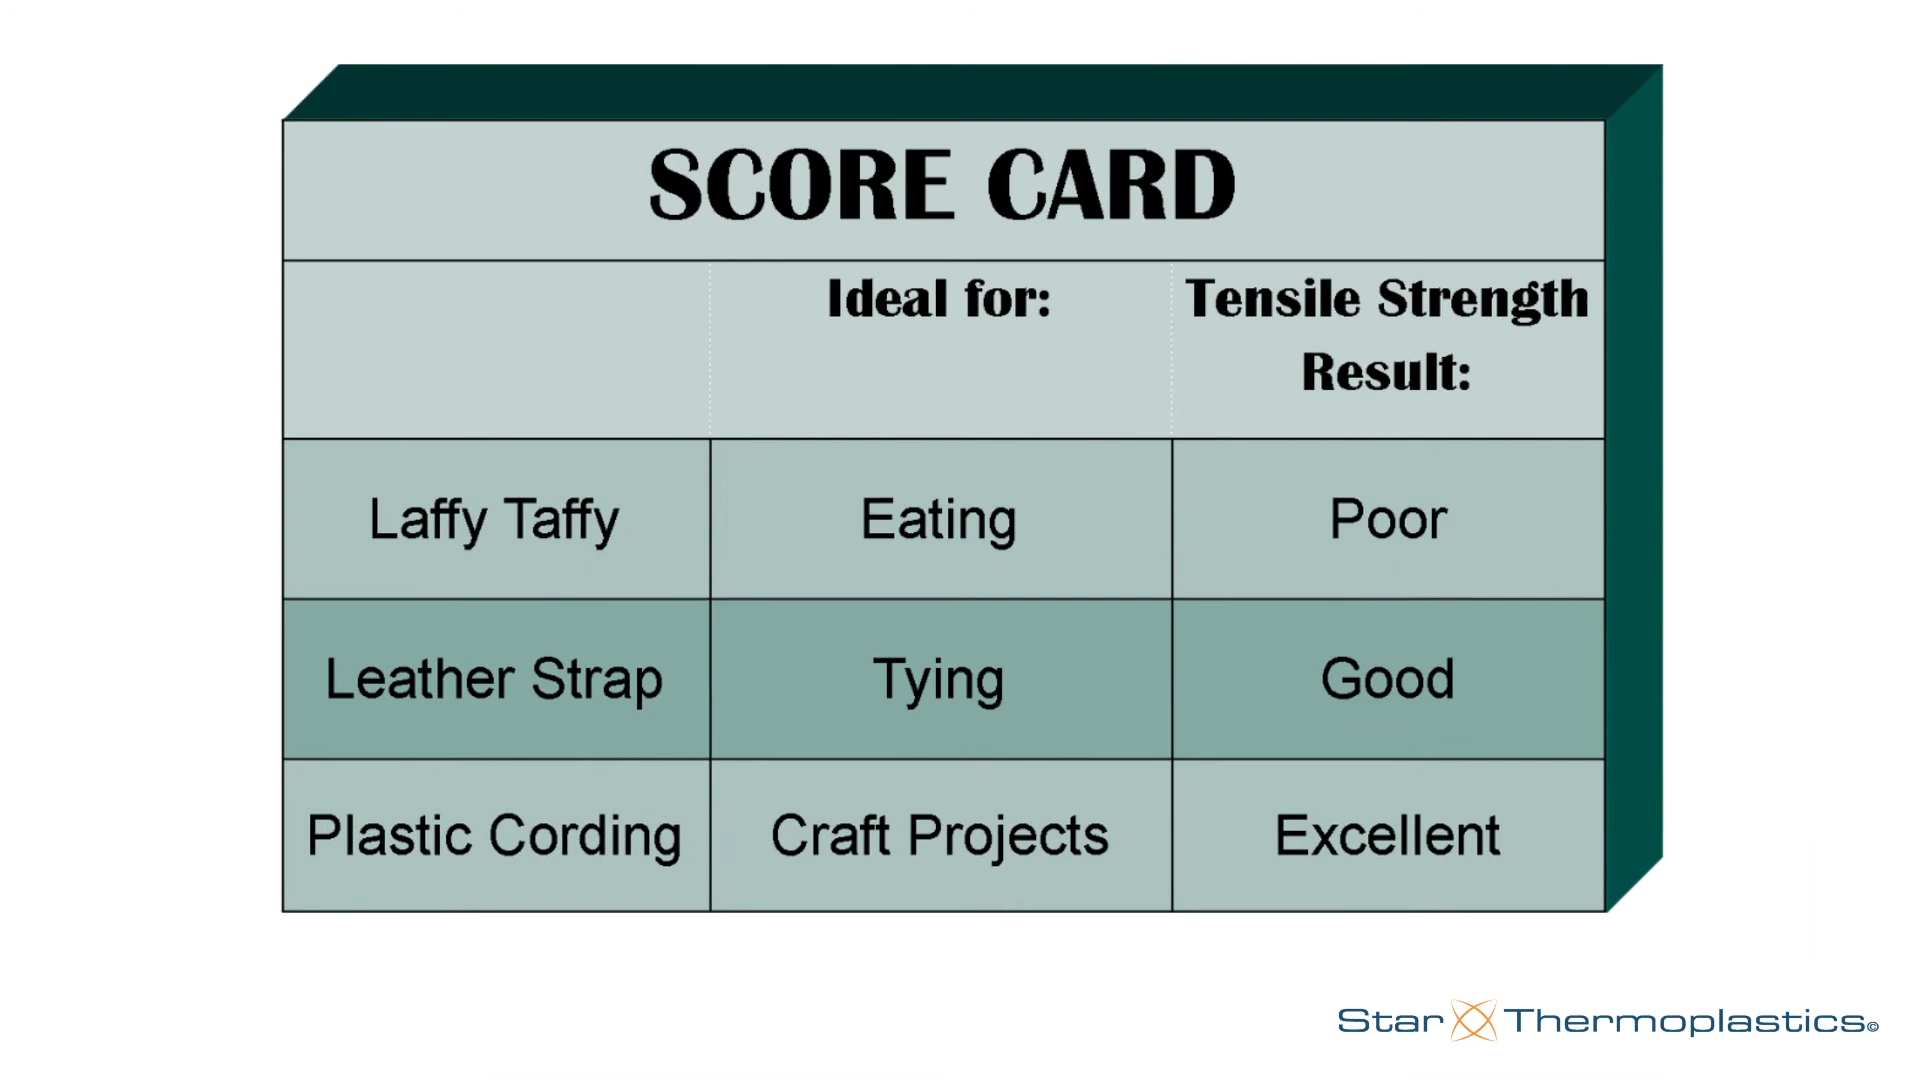 SCORE CARD
Ideal for:
Tensile Strength
Result:
Laffy Taffy
Eating
Poor
Leather Strap
Tying
Good
Plastic Cording
Craft Projects
Excellent
Star Thermoplastics©